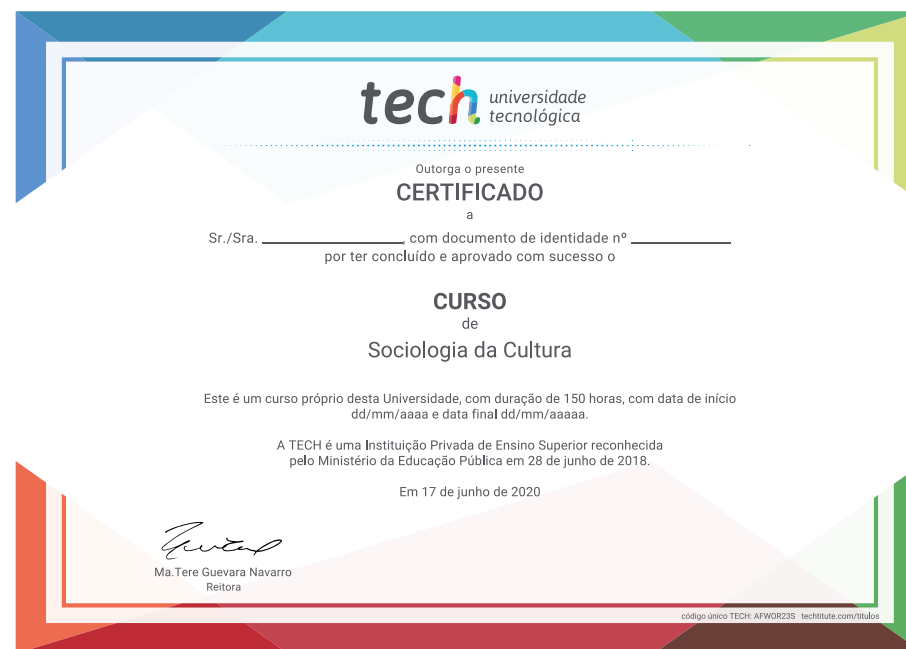 tech universidade
tecnológica
Outorga o presente
CERTIFICADO
a
Sr./Sra. ____________________, com documento de identidade nº ______________
por ter concluído e aprovado com sucesso o
CURSO
de
Sociologia da Cultura
Este é um curso próprio desta Universidade, com duração de 150 horas, com data de início
dd/mm/aaaa e data final dd/mm/aaaaa.
A TECH é uma Instituição Privada de Ensino Superior reconhecida
pelo Ministério da Educação Pública em 28 de junho de 2018.
Em 17 de junho de 2020
Ma.Tere Guevara Navarro
Reitora
código único TECH: AFWOR23S techtitute.com/titulos